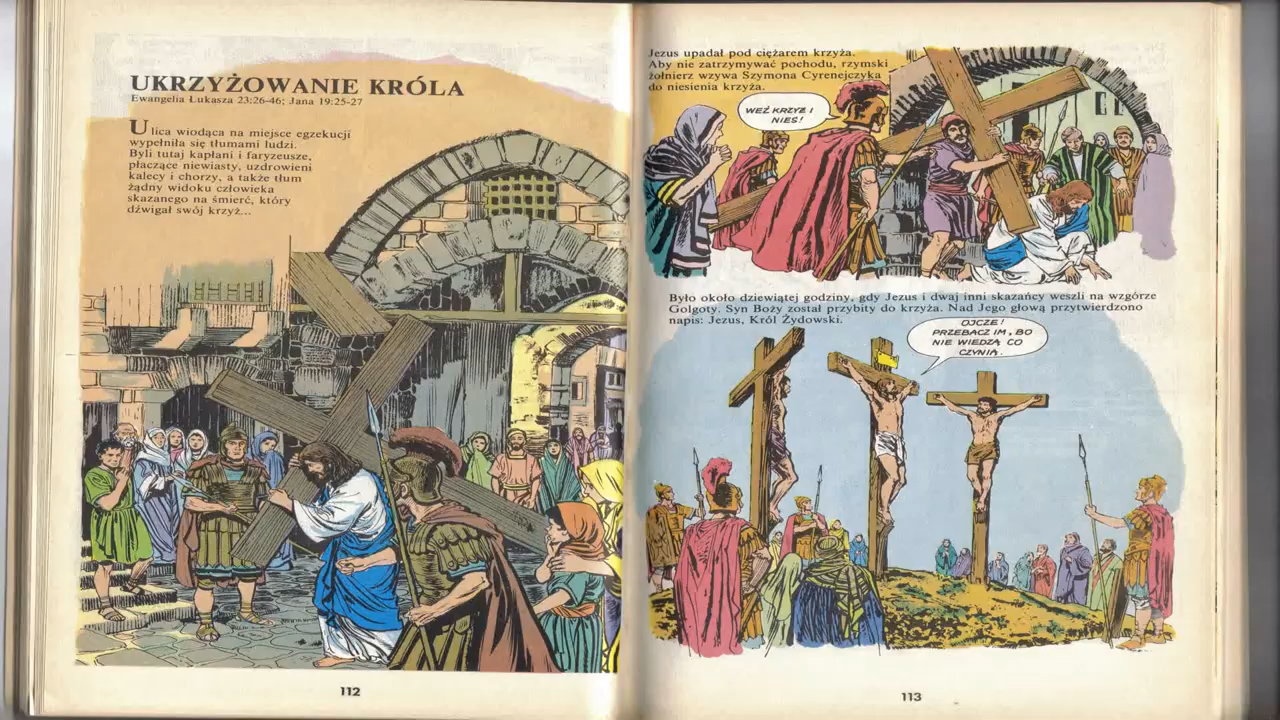 UKRZYŻOWANIE KRÓLA
Ewangelia Łukasza 23:26-46; Jana 19:25-27
Ulica wiodąca na miejsce egzekucji
wypełniła się tłumami ludzi.
Byli tutaj kapłani i faryzeusze,
płaczące niewiasty, uzdrowieni
kalecy i chorzy, a także tłum
żądny widoku człowieka
skazanego na śmierć, który
dźwigał swój krzyż...
112
Jezus upadał pod ciężarem krzyża.
Aby nie zatrzymywać pochodu, rzymski
żołnierz wzywa Szymona Cyrenejczyka
do niesienia krzyża.
WEŹ KRZYŻ I
NIEŚ!
Było około dziewiątej godziny, gdy Jezus i dwaj inni skazańcy weszli na wzgórze
Golgoty. Syn Boży został przybity do krzyża. Nad Jego głową przytwierdzono
napis: Jezus, Król Żydowski.
OJCZE!
PRZEBACZ IM, BO
NIE WIEDZĄ CO
CZYNIĄ.
113